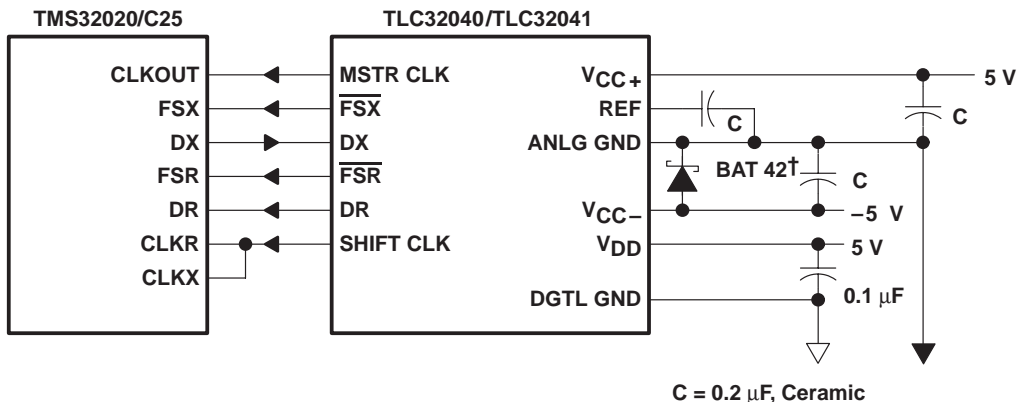 TMS32020/C25
TLC32040/TLC32041
CLKOUT
FSX
DX
FSR
DR
CLKR
CLKX
MSTR CLK
FSX
DX
FSR
DR
SHIFT CLK
VCC+
REF
ANLG GND
VCC−
VDD
DGTL GND
5 V
C
C
BAT 42†
C
−5 V
5 V
0.1 μF
C = 0.2 μF, Ceramic